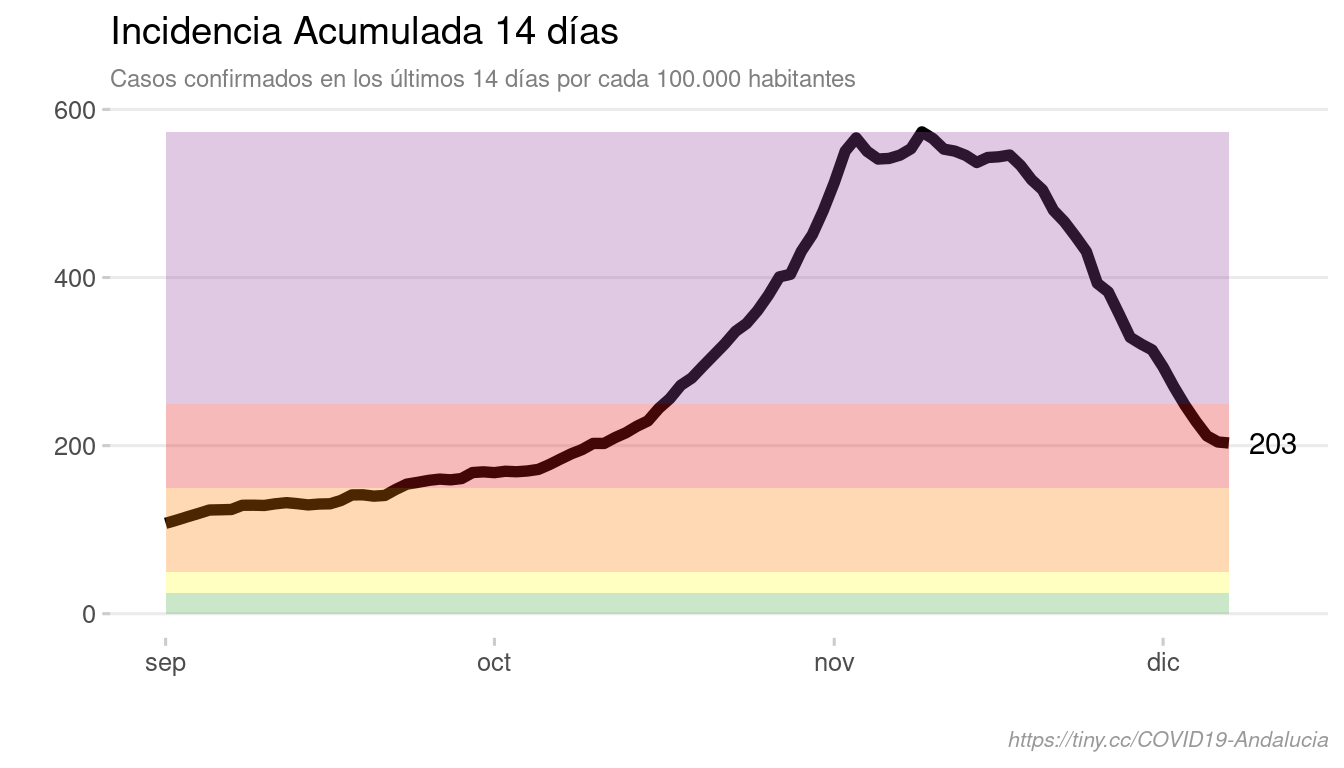 Incidencia Acumulada 14 días
Casos confirmados en los últimos 14 días por cada 100.000 habitantes
600
400
200
0
203
sep oct nov dic
https://tiny.cc/COVID19-Andalucia